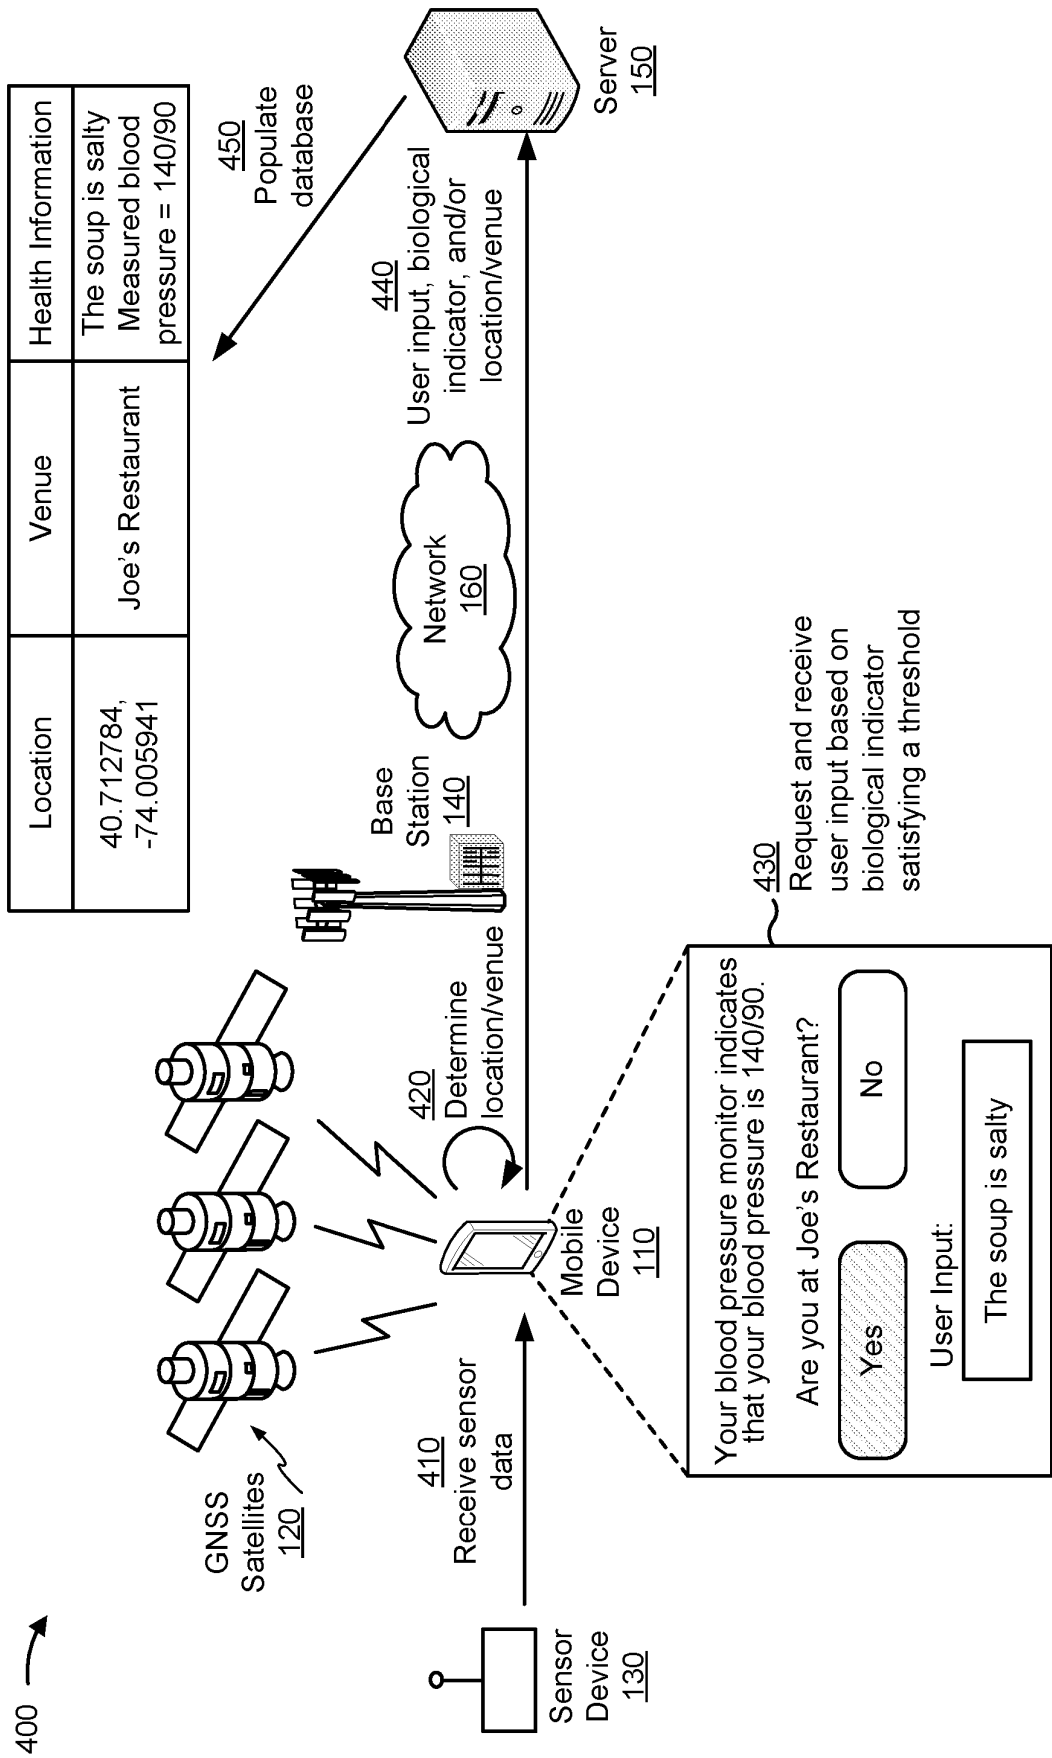 400
Location
Venue
Health Information
40.712784,
-74.005941
Joe's Restaurant
The soup is salty
Measured blood
pressure = 140/90
450
Populate
database
GNSS
Satellites
120
410
Receive sensor
data
420
Determine
location/venue
Base
Station
140
Network
160
440
User input, biological
indicator, and/or
location/venue
Server
150
Sensor
Device
130
Mobile
Device
110
Your blood pressure monitor indicates
that your blood pressure is 140/90.
Are you at Joe's Restaurant?
Yes
No
User Input:
The soup is salty
430
Request and receive
user input based on
biological indicator
satisfying a threshold